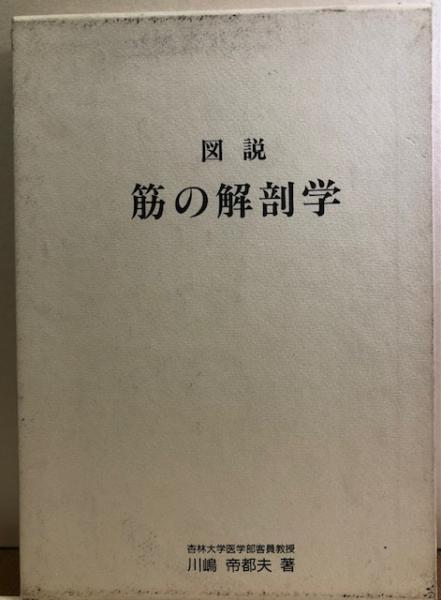 図説
筋の解剖学
杏林大学医学部客員教授
川嶋 帝都夫 著